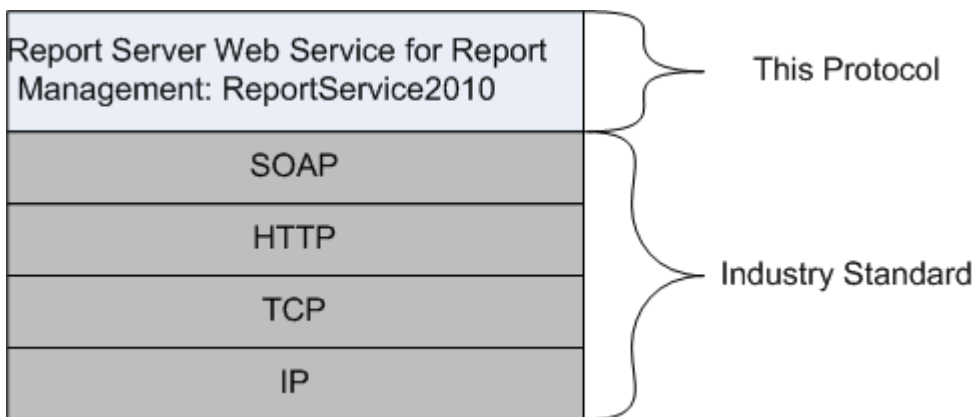 Report Server Web Service for Report
Management: ReportService2010
This Protocol
SOAP
HTTP
TCP
IP
Industry Standard